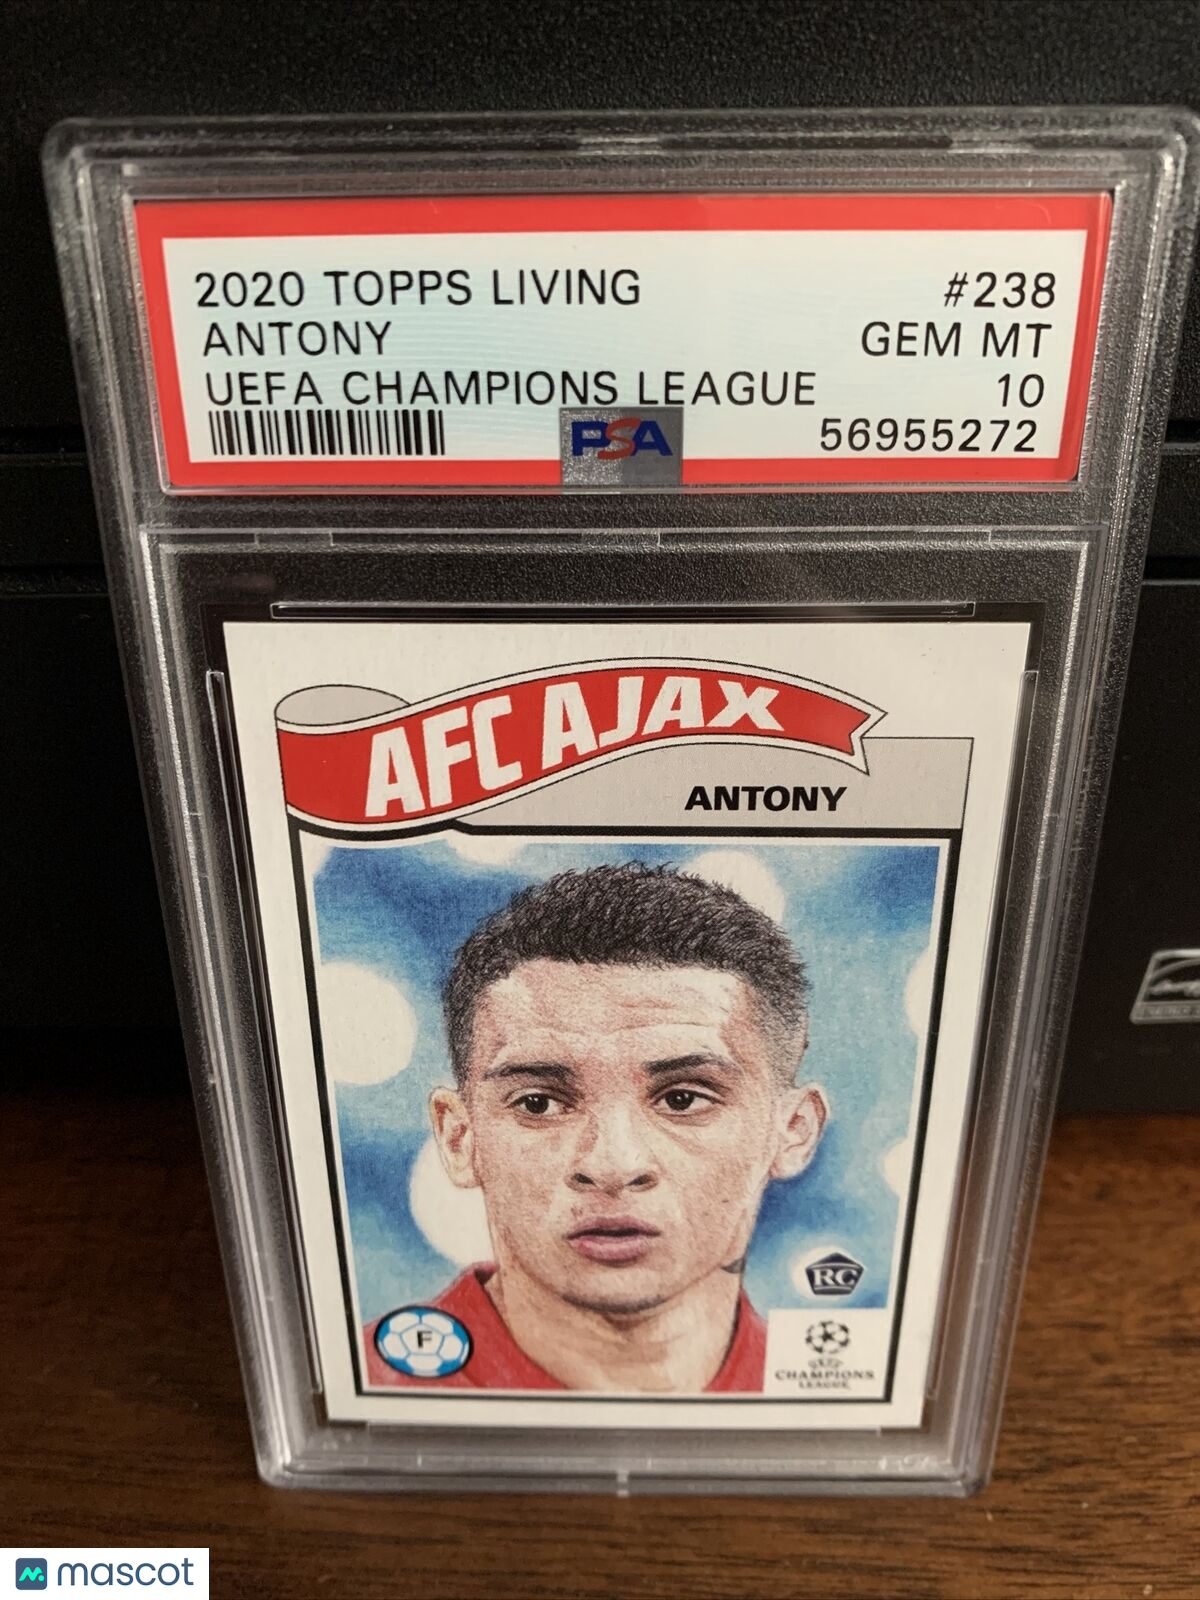 2020 TOPPS LIVING #238
ANTONY GEM MT
UEFA CHAMPIONS LEAGUE 10
PSA 56955272
AFC AJAX
ANTONY
RC
F
UEFA
CHAMPIONS
LEAGUE
mascot